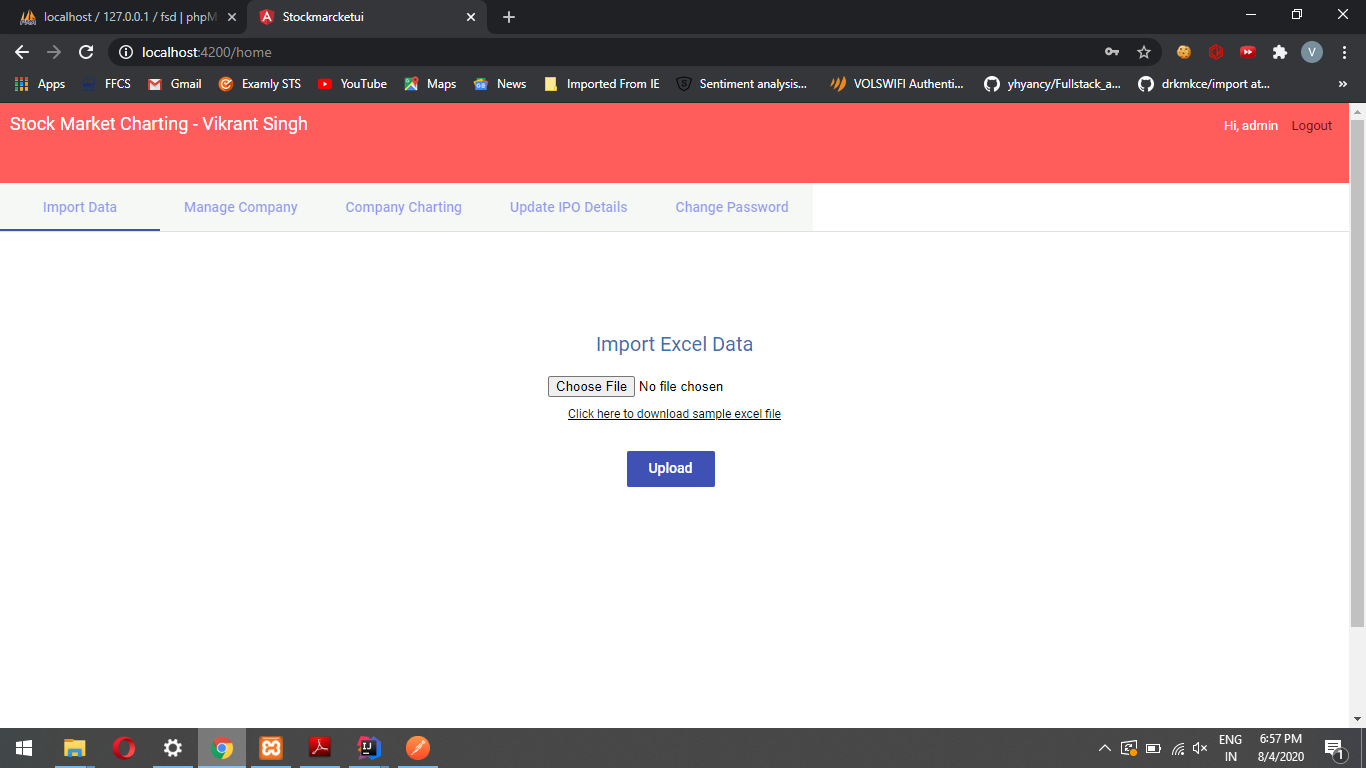 localhost / 127.0.0.1 / fsd | phpM
Stockmarcketui
localhost:4200/home
V
Apps FFCS Gmail Examly STS YouTube Maps News Imported From IE Sentiment analysis... VOLSWIFI Authenti... yhyancy/Fullstack_a... drkmkce/import at... »
Stock Market Charting - Vikrant Singh
Hi, admin Logout
Import Data Manage Company Company Charting Update IPO Details Change Password
Import Excel Data
Choose File No file chosen
Click here to download sample excel file
Upload
ENG 6:57 PM
IN 8/4/2020
1